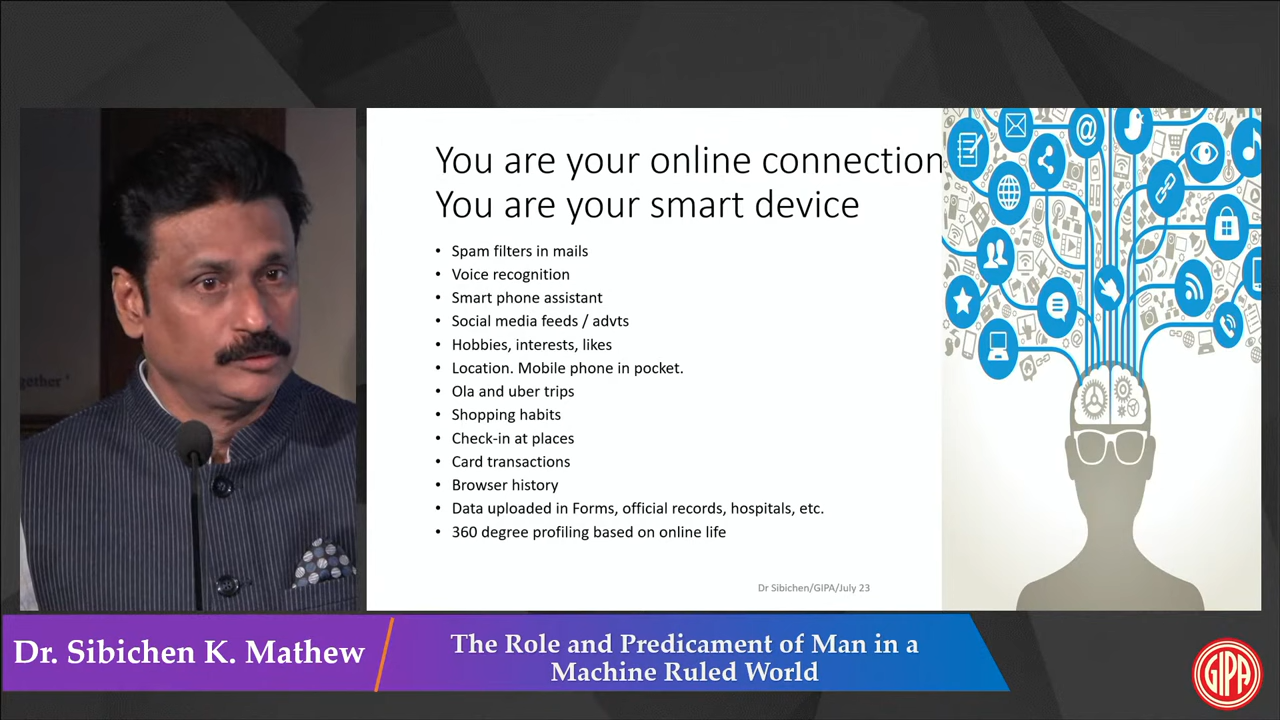 You are your online connection
You are your smart device
• Spam filters in mails
• Voice recognition
• Smart phone assistant
• Social media feeds / advts
• Hobbies, interests, likes
• Location. Mobile phone in pocket.
• Ola and uber trips
• Shopping habits
• Check-in at places
• Card transactions
• Browser history
• Data uploaded in Forms, official records, hospitals, etc.
• 360 degree profiling based on online life
Dr Sibichen/GIPA/July 23
@
Dr. Sibichen K. Mathew
The Role and Predicament of Man in a
Machine Ruled World
GIPA